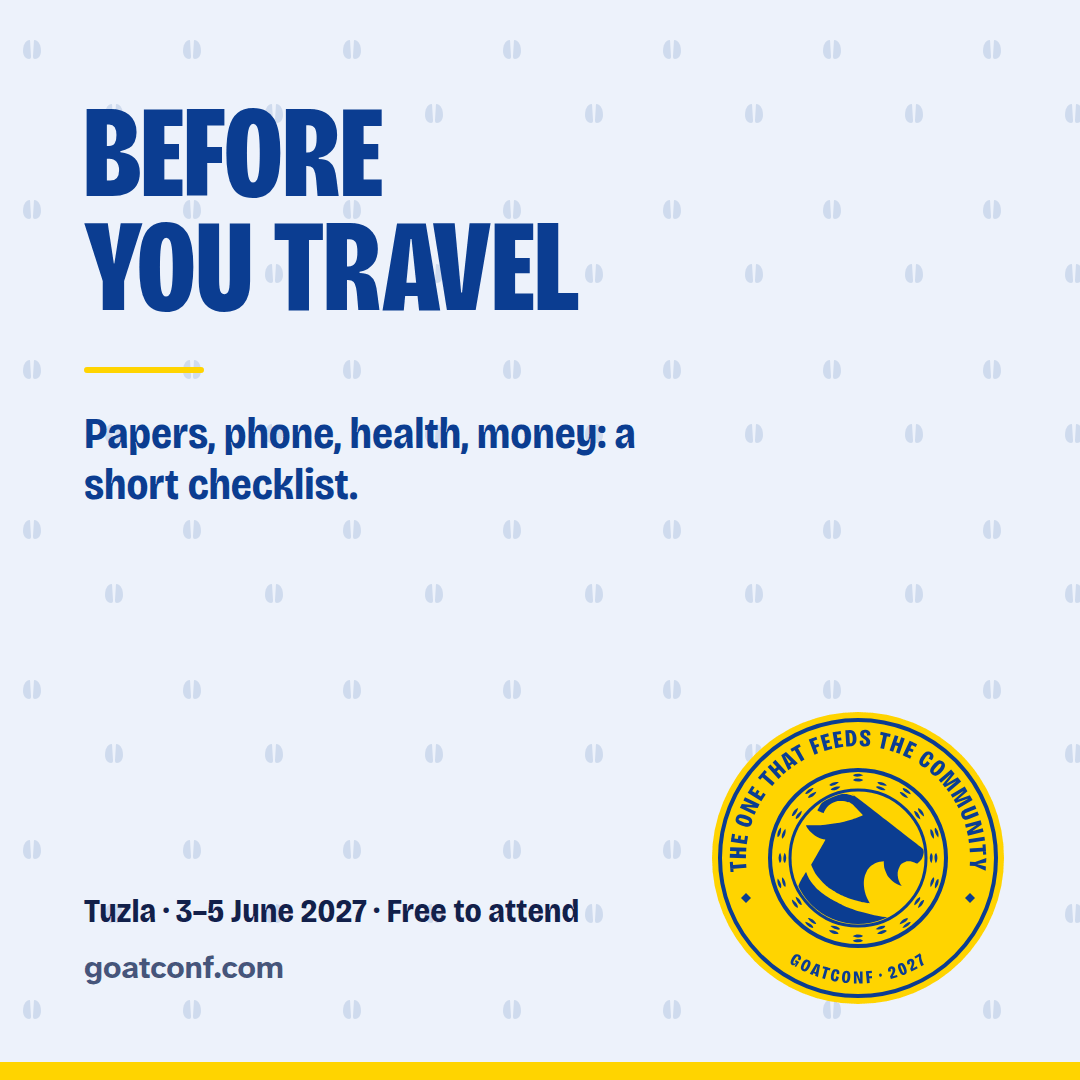 BEFORE
YOU TRAVEL
Papers, phone, health, money: a
short checklist.
THE ONE THAT FEEDS THE COMMUNITY
GOATCONF · 2027
Tuzla · 3–5 June 2027 · Free to attend
goatconf.com